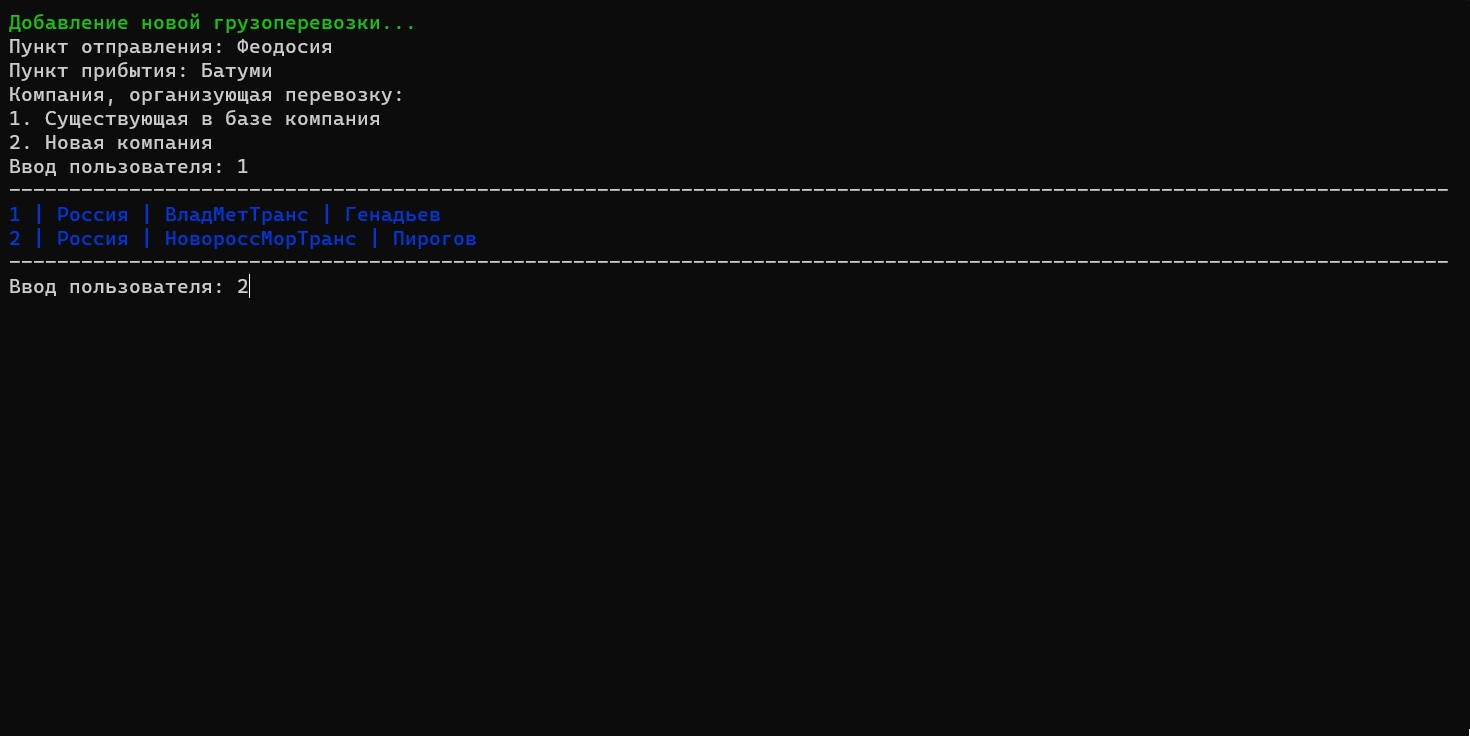 Добавление новой грузоперевозки...
Пункт отправления: Феодосия
Пункт прибытия: Батуми
Компания, организующая перевозку:
1. Существующая в базе компания
2. Новая компания
Ввод пользователя: 1
------------------------------------------------------------------------------------------------------------------------
1 | Россия | ВладМетТранс | Генадьев
2 | Россия | НовороссМорТранс | Пирогов
------------------------------------------------------------------------------------------------------------------------
Ввод пользователя: 2